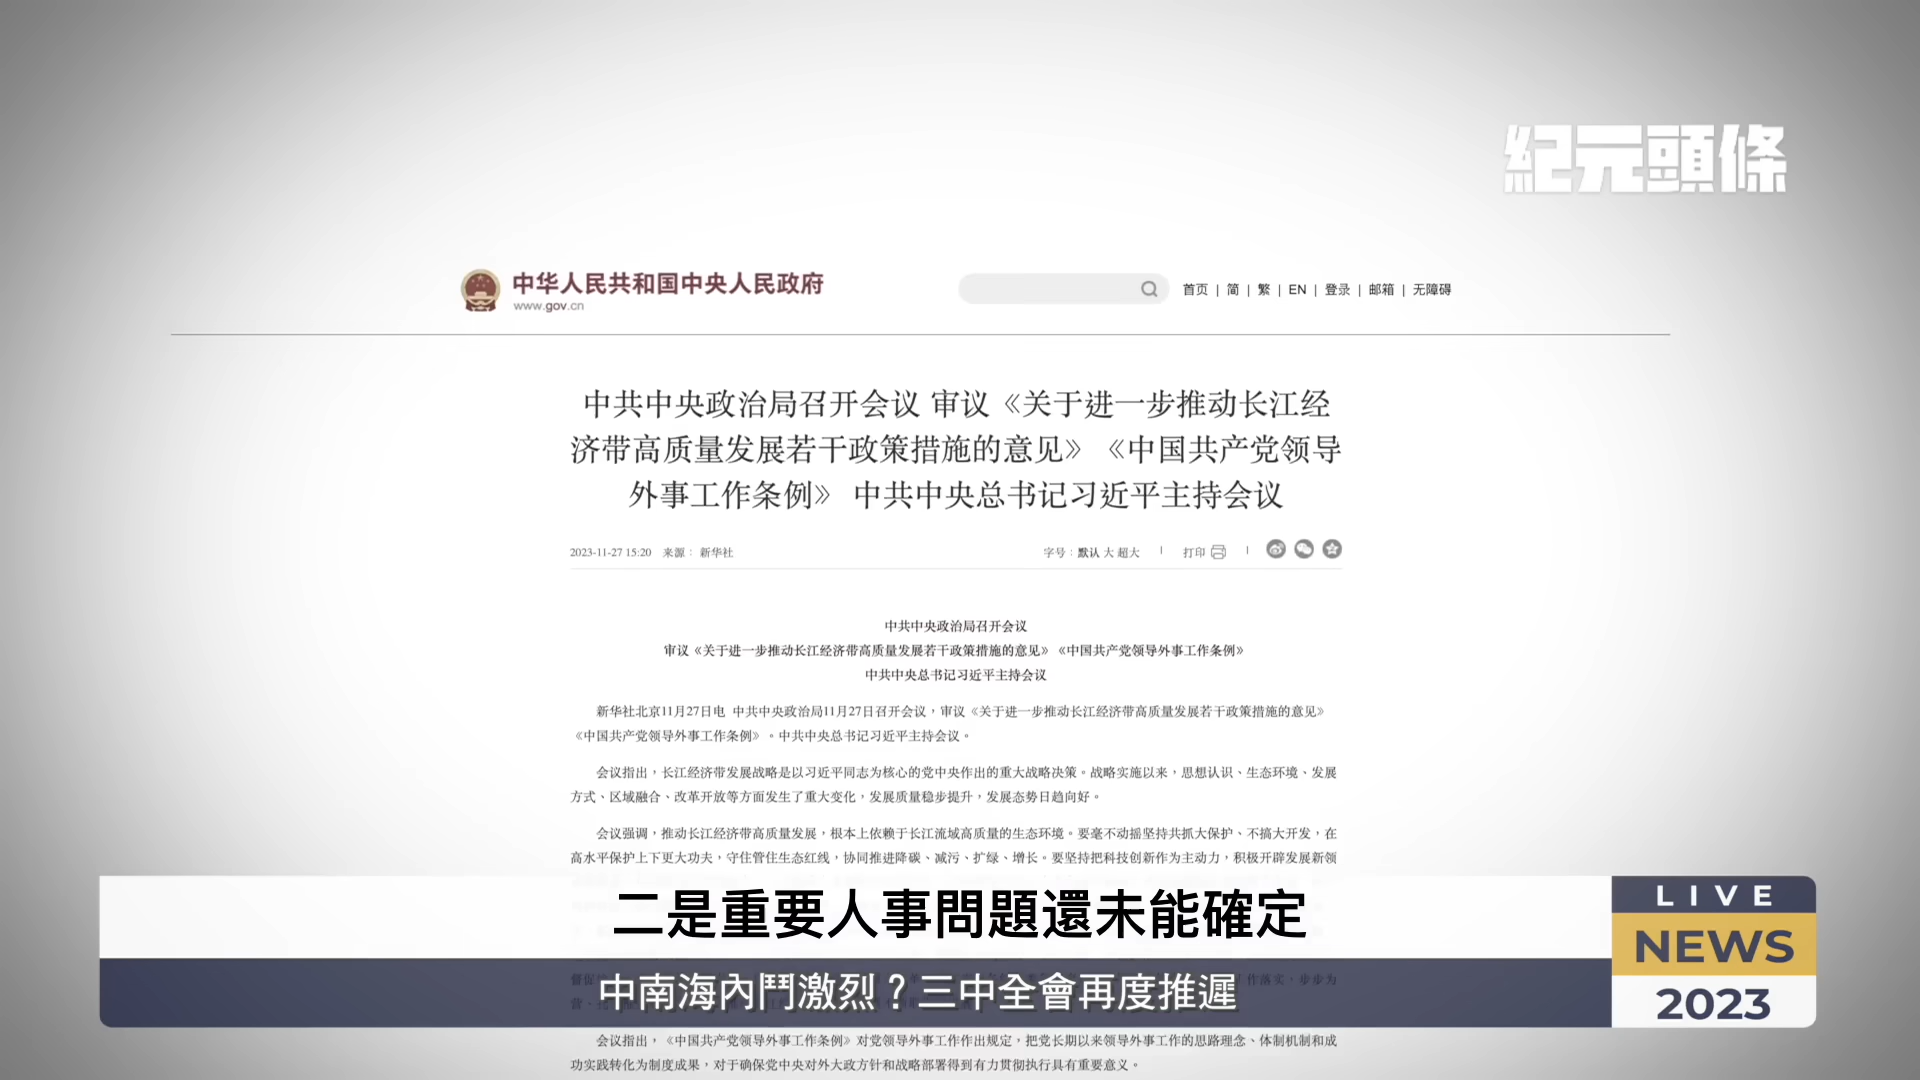 紀元頭條
中华人民共和国中央人民政府
www.gov.cn
首页 | 简 | 繁 | EN | 登录 | 邮箱 | 无障碍
中共中央政治局召开会议 审议《关于进一步推动长江经
济带高质量发展若干政策措施的意见》《中国共产党领导
外事工作条例》 中共中央总书记习近平主持会议
2023-11-27 15:20 来源： 新华社
字号：默认 大 超大 | 打印 |
中共中央政治局召开会议
审议《关于进一步推动长江经济带高质量发展若干政策措施的意见》《中国共产党领导外事工作条例》
中共中央总书记习近平主持会议
新华社北京11月27日电 中共中央政治局11月27日召开会议，审议《关于进一步推动长江经济带高质量发展若干政策措施的意见》
《中国共产党领导外事工作条例》。中共中央总书记习近平主持会议。
会议指出，长江经济带发展战略是以习近平同志为核心的党中央作出的重大战略决策。战略实施以来，思想认识、生态环境、发展
方式、区域融合、改革开放等方面发生了重大变化，发展质量稳步提升，发展态势日趋向好。
会议强调，推动长江经济带高质量发展，根本上依赖于长江流域高质量的生态环境。要毫不动摇坚持共抓大保护、不搞大开发，在
高水平保护上下更大功夫，守住管住生态红线，协同推进降碳、减污、扩绿、增长。要坚持把科技创新作为主动力，积极开辟发展新领
二是重要人事問題還未能確定
LIVE
NEWS
2023
作落实，步步为
中南海內鬥激烈？三中全會再度推遲
会议指出，《中国共产党领导外事工作条例》对党领导外事工作作出规定，把党长期以来领导外事工作的思路理念、体制机制和成
功实践转化为制度成果，对于确保党中央对外大政方针和战略部署得到有力贯彻执行具有重要意义。